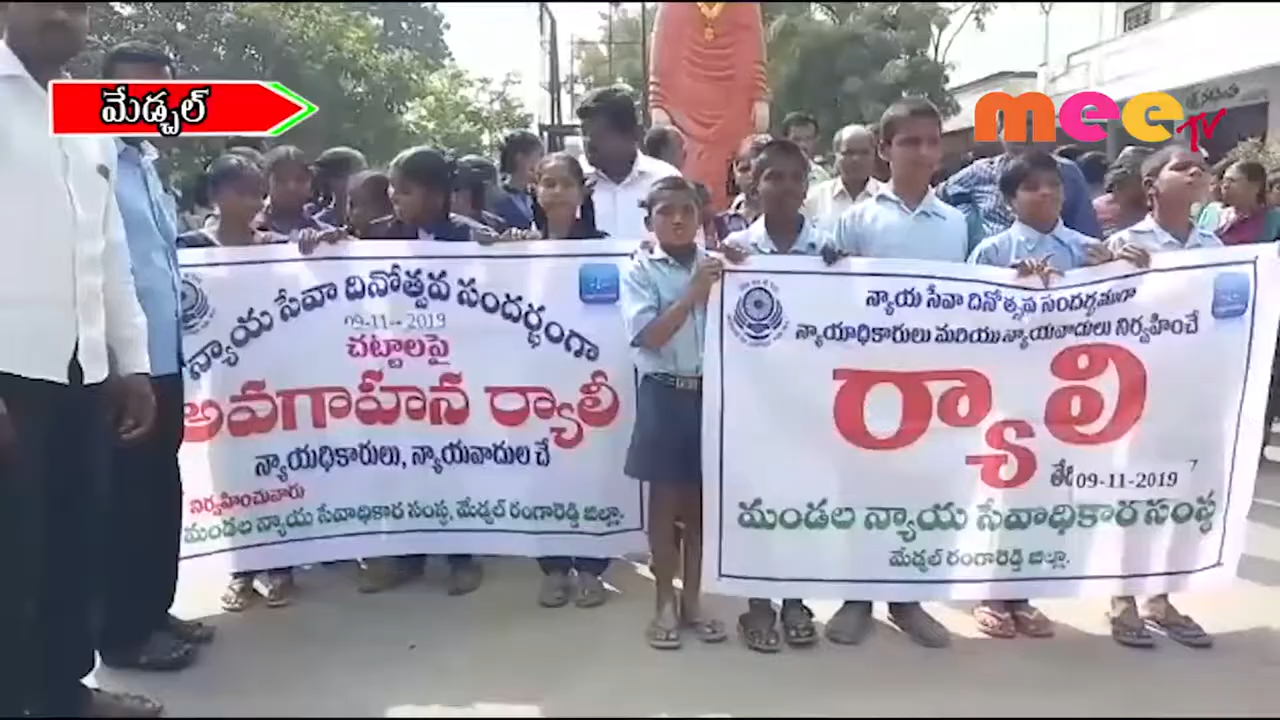 మేడ్చల్
mee TV
న్యాయ సేవా దినోత్సవ సందర్భంగా
09-11-2019
చట్టాలపై
అవగాహన ర్యాలీ
న్యాయధికారులు, న్యాయవాదుల చే
నిర్వహించువారు
మండల న్యాయ సేవాధికార సంస్థ, మేడ్చల్ రంగారెడ్డి జిల్లా.
న్యాయ సేవా దినోత్సవ సందర్భముగా
న్యాయాధికారులు మరియు న్యాయవాదులు నిర్వహించే
ర్యాలి
తేది 09-11-2019
మండల న్యాయ సేవాధికార సంస్థ
మేడ్చల్ రంగారెడ్డి జిల్లా.